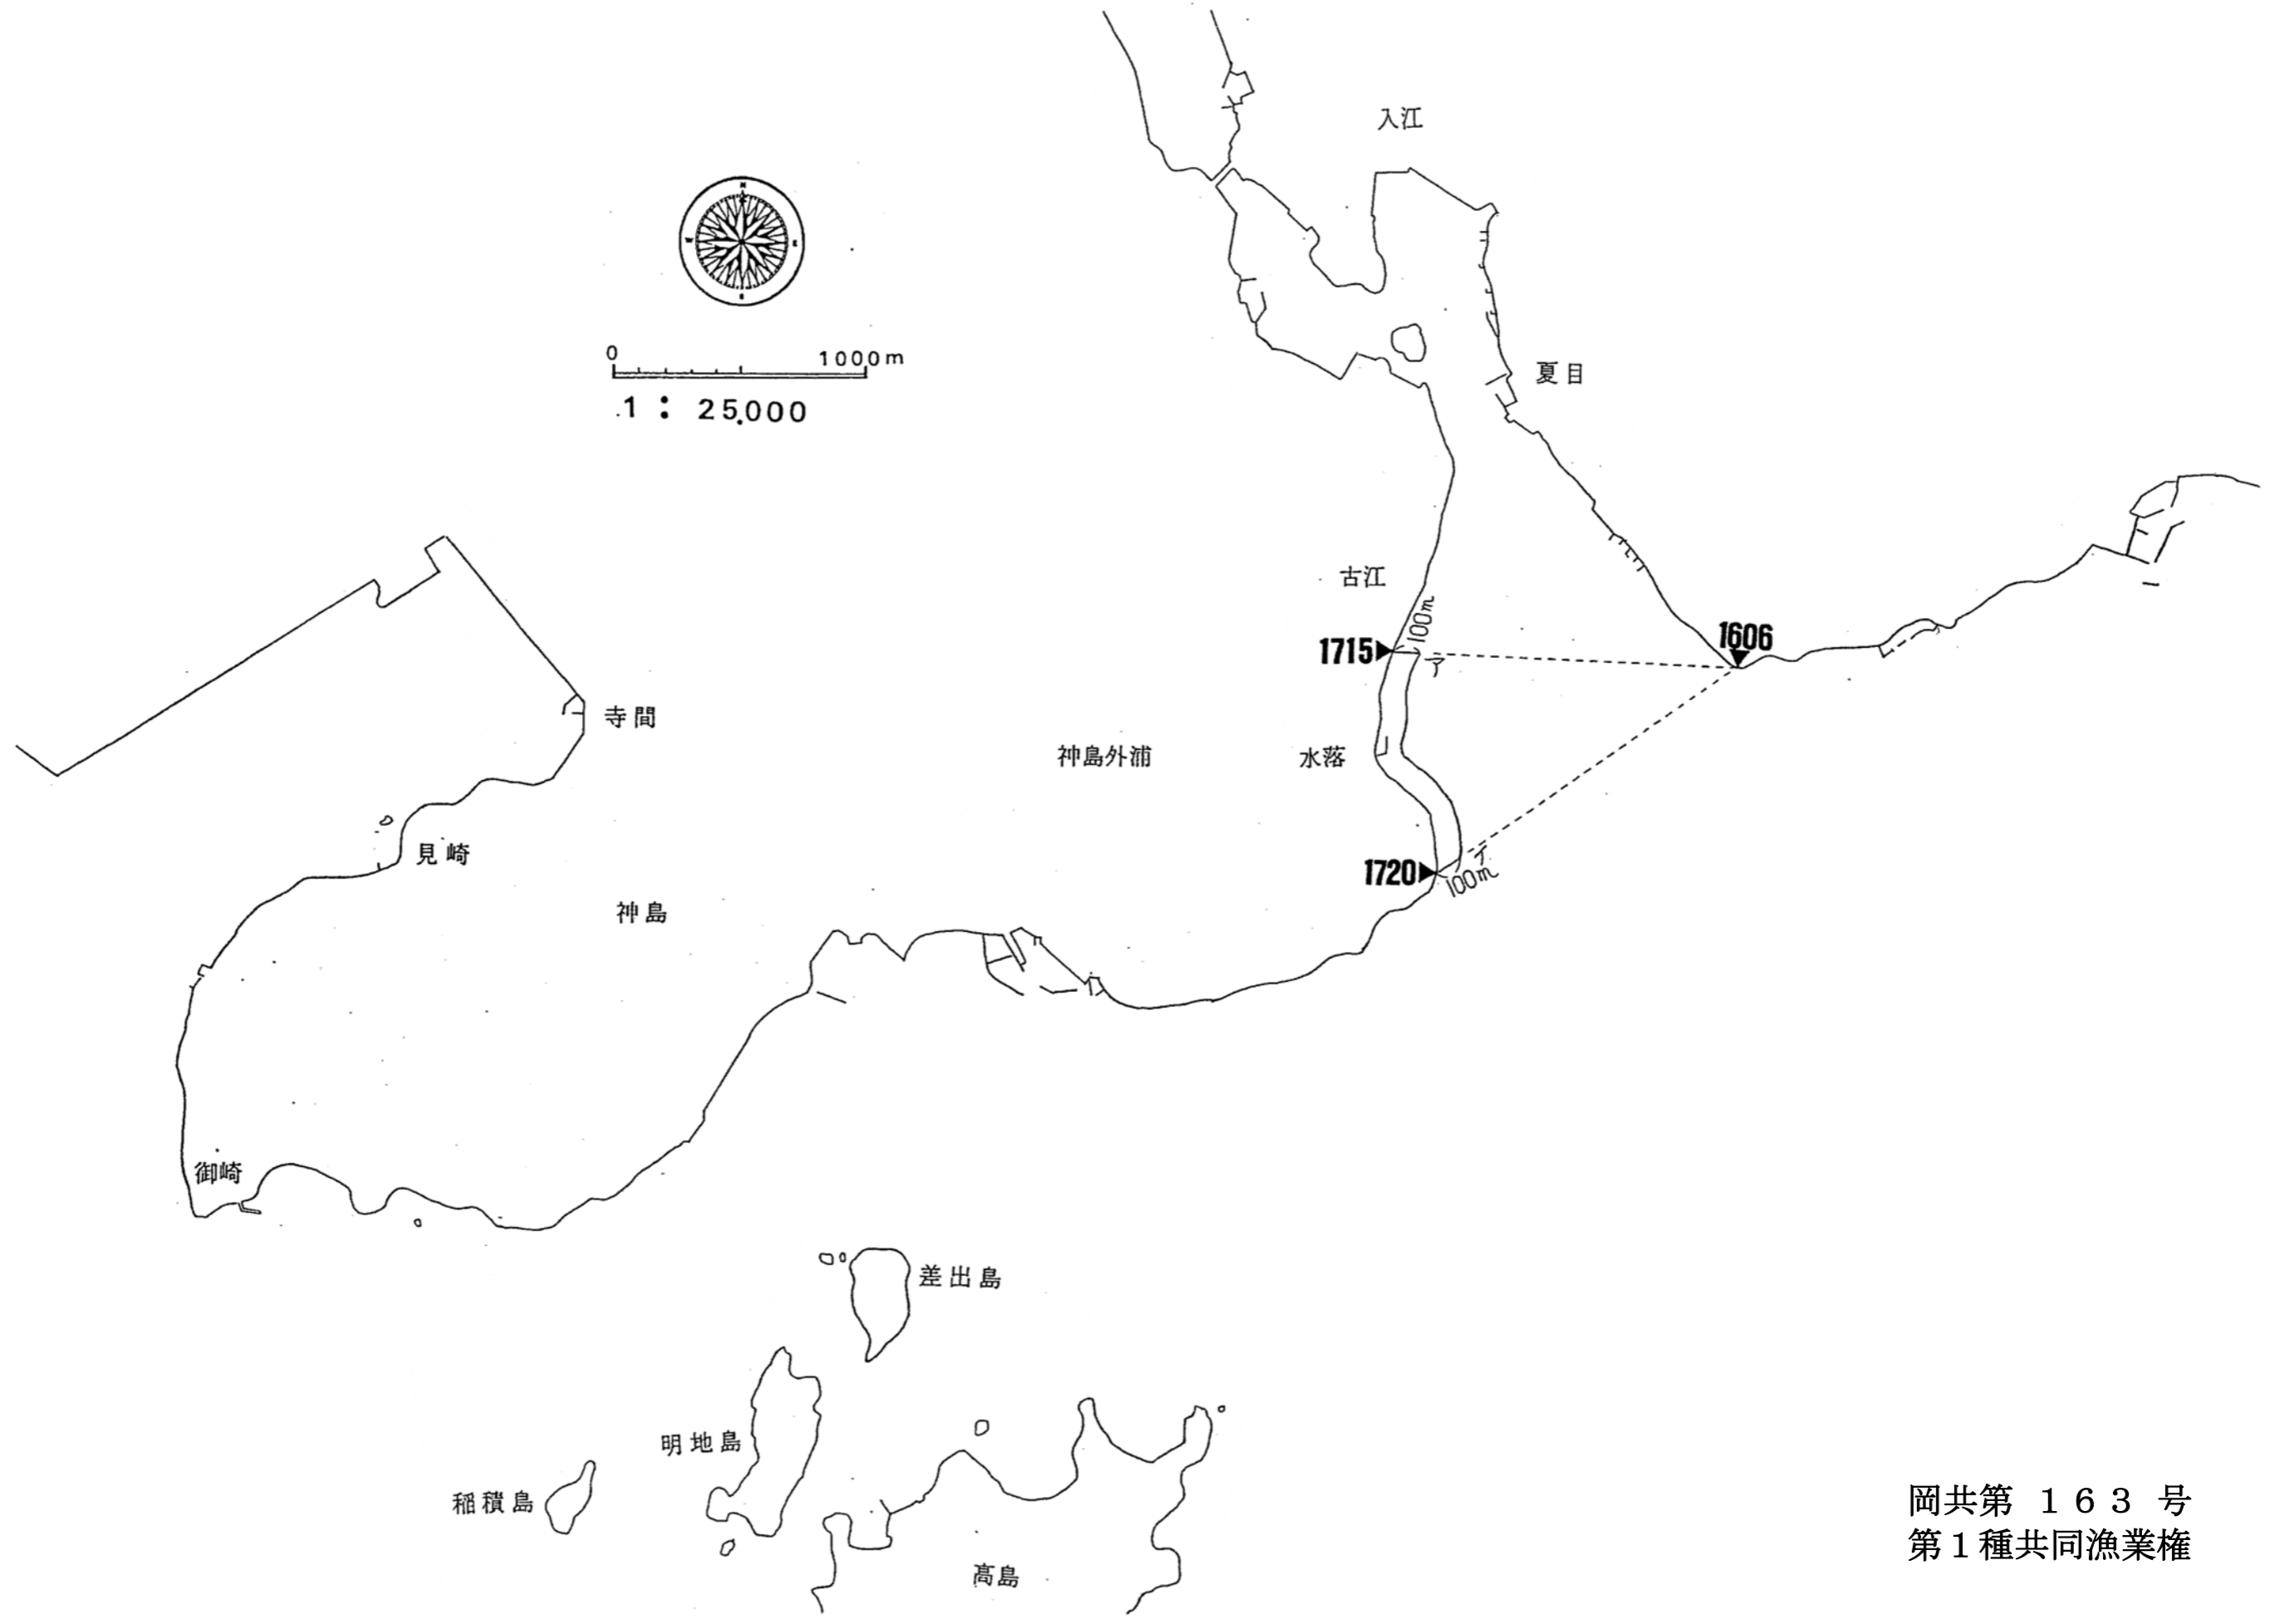 入江
N
W
E
S
0 1000m
1 : 25,000
夏目
古江
100m
1606
1715
ア
寺間
神島外浦
水落
見崎
イ
1720
100m
神島
御崎
差出島
明地島
稲積島
高島
岡共第 163 号
第1種共同漁業権